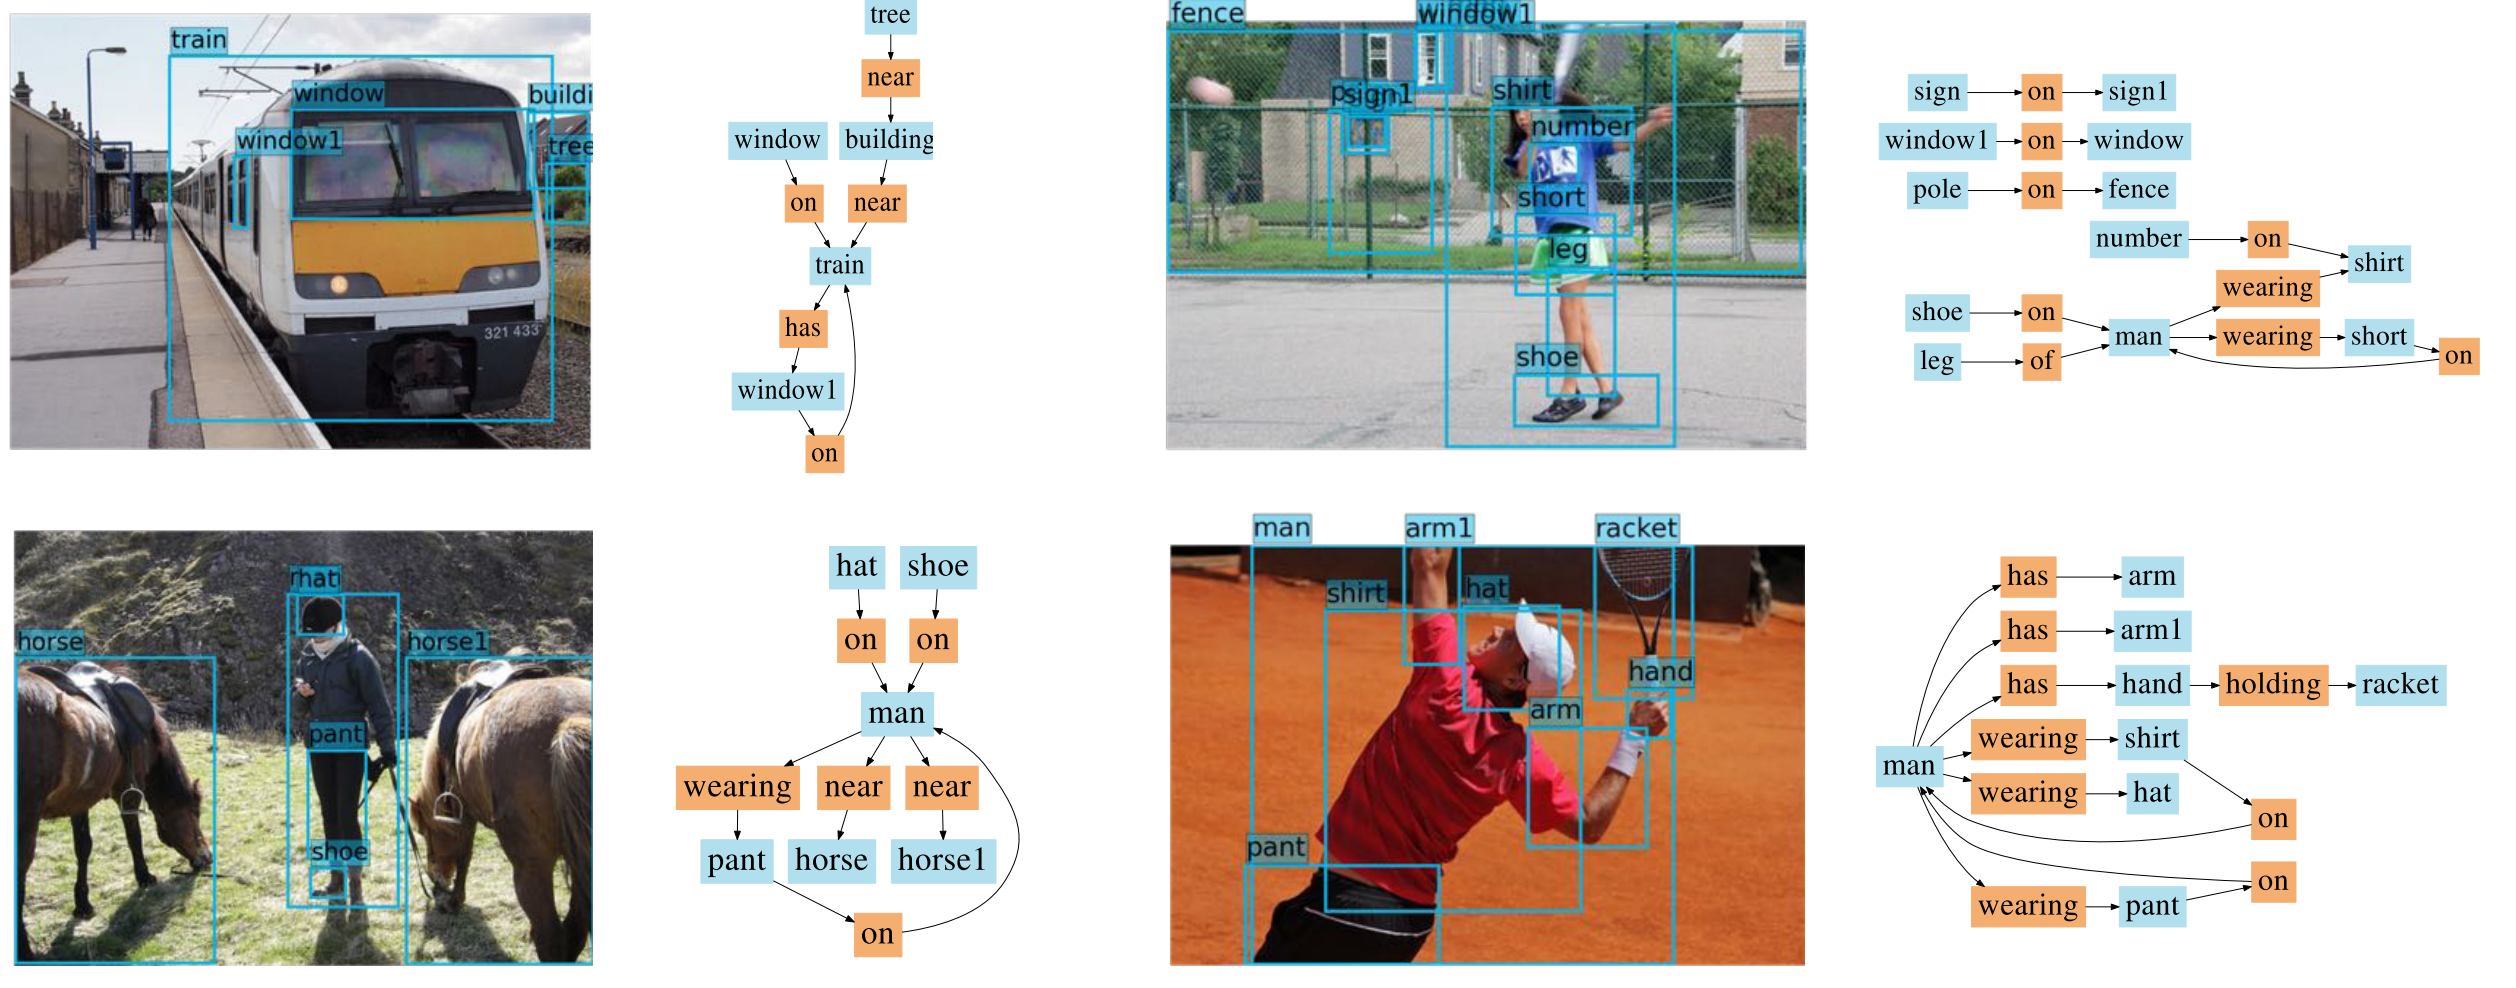 train
window
buildi
window1
tree
321 433
tree
near
window
building
on
near
train
has
window1
on
fence
window1
sign1
shirt
number
short
leg
shoe
sign on sign1
window1 on window
pole on fence
number on
shirt
wearing
shoe on
man wearing short
on
leg of
hat
horse
horse1
pant
shoe
hat shoe
on on
man
wearing near near
pant horse horse1
on
man
arm1
racket
shirt
hat
hand
arm
pant
has arm
has arm1
has hand holding racket
wearing shirt
man
wearing hat
on
on
wearing pant